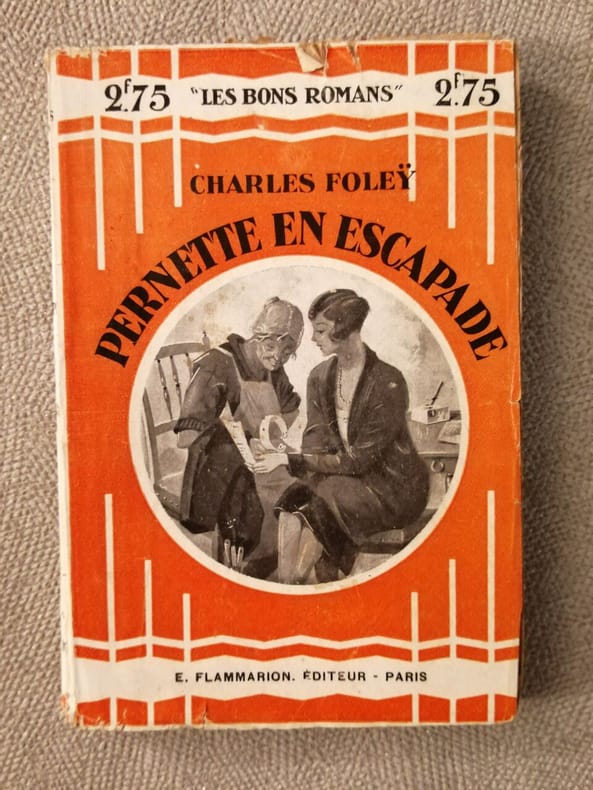 2f.75 "LES BONS ROMANS" 2f.75
CHARLES FOLEŸ
PERNETTE EN ESCAPADE
E. FLAMMARION. ÉDITEUR - PARIS